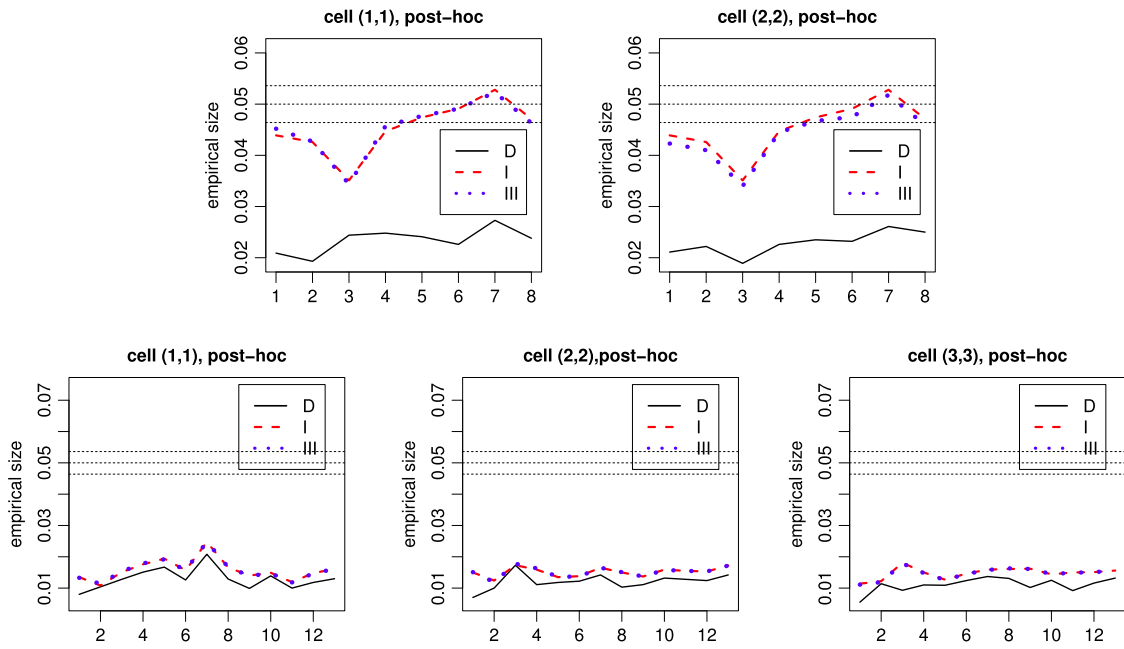 cell (1,1), post−hoc
cell (2,2), post−hoc
empirical size
0.02 0.03 0.04 0.05 0.06
D
I
III
1 2 3 4 5 6 7 8
empirical size
0.02 0.03 0.04 0.05 0.06
D
I
III
1 2 3 4 5 6 7 8
cell (1,1), post−hoc
cell (2,2),post−hoc
cell (3,3), post−hoc
empirical size
0.01 0.03 0.05 0.07
D
I
III
2 4 6 8 10 12
empirical size
0.01 0.03 0.05 0.07
D
I
III
2 4 6 8 10 12
empirical size
0.01 0.03 0.05 0.07
D
I
III
2 4 6 8 10 12